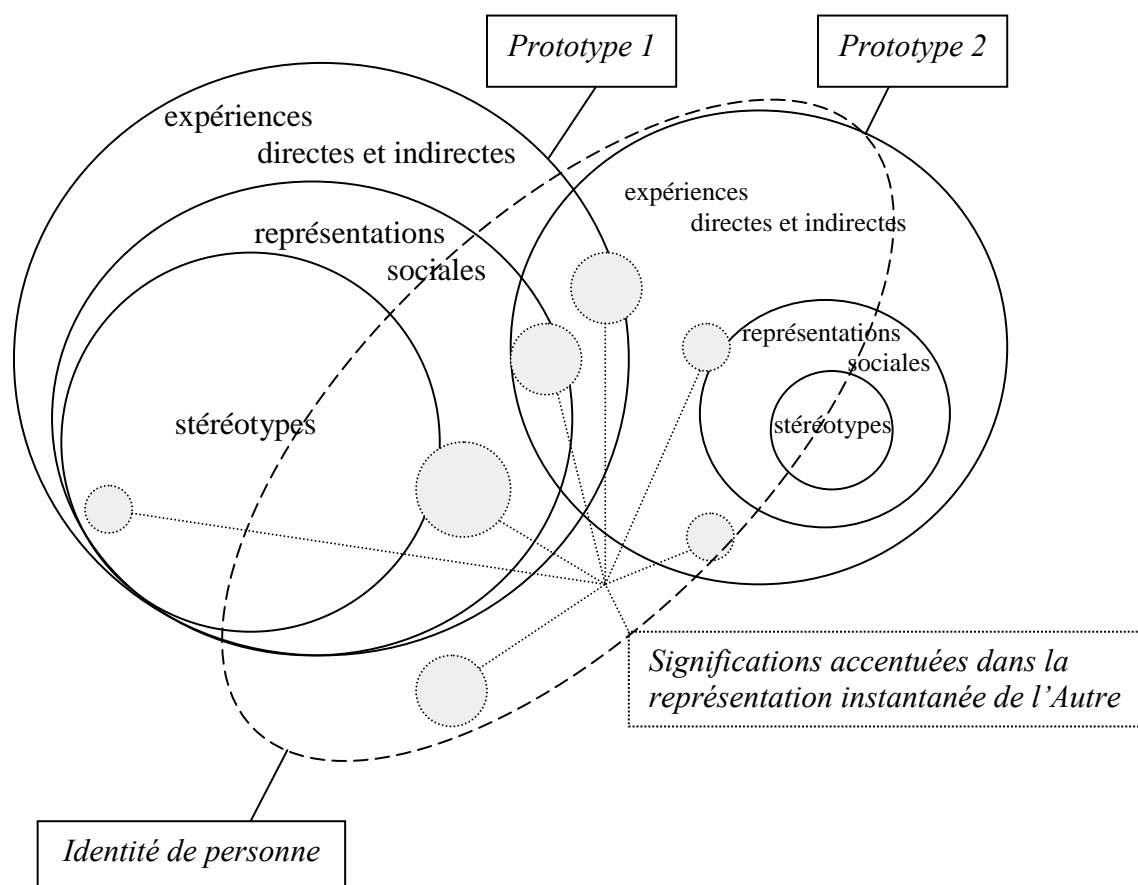 Prototype 1
Prototype 2
expériences
directes et indirectes
représentations
sociales
stéréotypes
expériences
directes et indirectes
représentations
sociales
stéréotypes
Significations accentuées dans la
représentation instantanée de l’Autre
Identité de personne